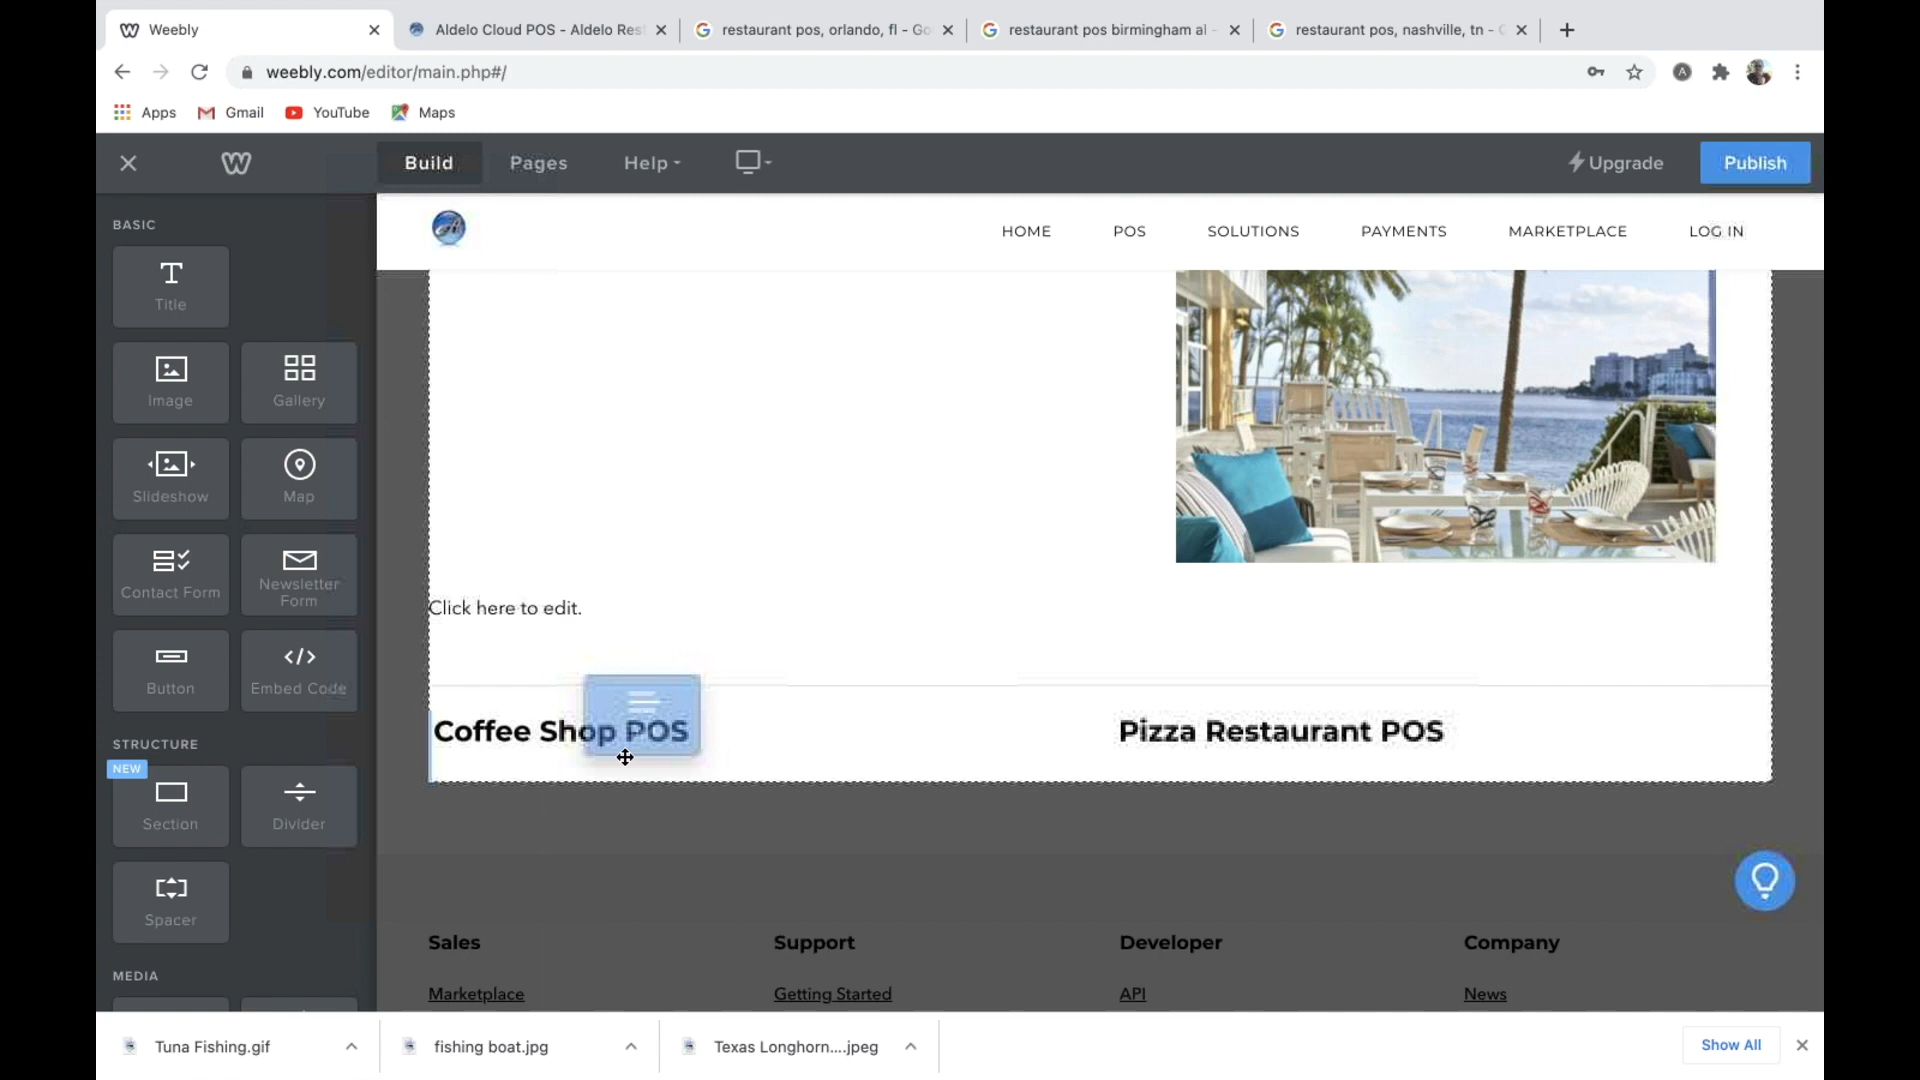 Weebly
Aldelo Cloud POS - Aldelo Res
restaurant pos, orlando, fl - Go
restaurant pos birmingham al -
restaurant pos, nashville, tn - G
weebly.com/editor/main.php#/
Apps
Gmail
YouTube
Maps
Build
Pages
Help
Upgrade
Publish
BASIC
Title
Image
Gallery
Slideshow
Map
Contact Form
Newsletter
Form
Button
Embed Code
STRUCTURE
NEW
Section
Divider
Spacer
MEDIA
HOME
POS
SOLUTIONS
PAYMENTS
MARKETPLACE
LOG IN
Click here to edit.
Coffee Shop POS
Pizza Restaurant POS
Sales
Support
Developer
Company
Marketplace
Getting Started
API
News
Tuna Fishing.gif
fishing boat.jpg
Texas Longhorn....jpeg
Show All